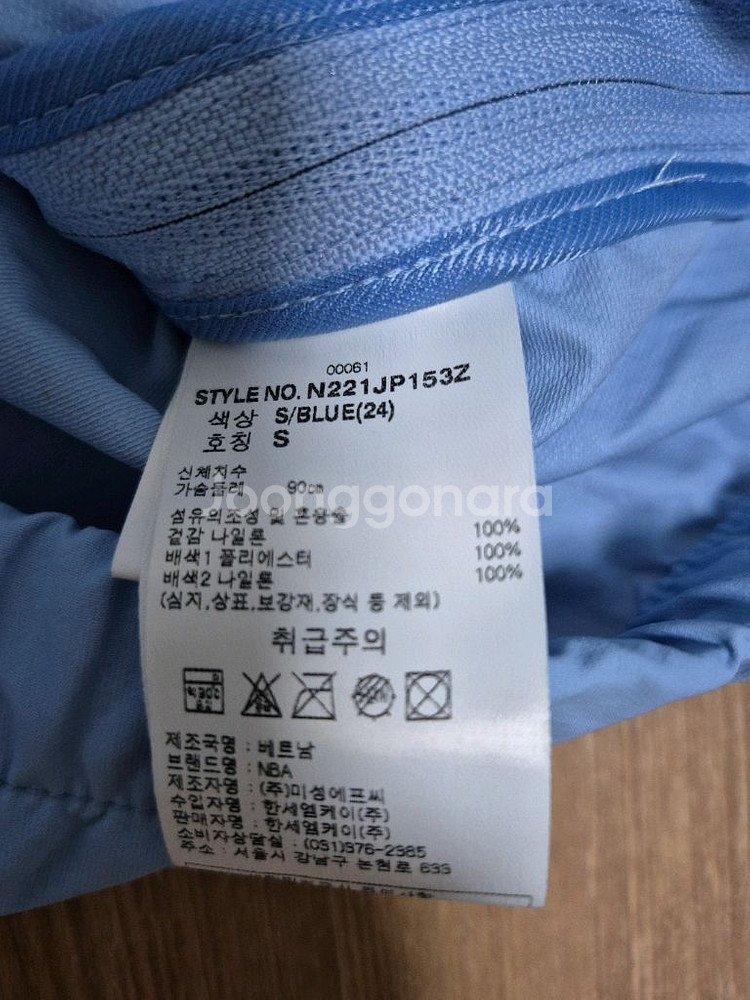 00061
STYLE NO. N221JP153Z
색상 S/BLUE(24)
호칭 S
신체치수
가슴둘레 90cm
joonggonara
섬유의조성 및 혼용율
겉감 나일론 100%
배색1 폴리에스터 100%
배색2 나일론 100%
(심지,상표,보강재,장식 등 제외)
취급주의
제조국명 : 베트남
브랜드명 : NBA
제조자명 : (주)미성에프씨
수입자명 : 한세엠케이(주)
판매자명 : 한세엠케이(주)
소비자상담실 : (031)976-2385
주소 : 서울시 강남구 논현로 633